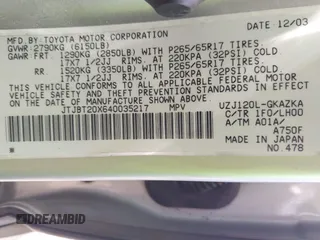 MFD BY TOYOTA MOTOR CORPORATION DATE 12/03
GVWR: 2790KG (6150LB)
GAWR: FRT. 1290KG (2850LB) WITH P265/65R17 TIRES
17X7 1/2JJ RIMS, AT 220KPA (32PSI) COLD
RR 1520KG (3350LB) WITH P265/65R17 TIRES
17X7 1/2JJ RIMS, AT 220KPA (32PSI) COLD
THIS VEHICLE CONFORMS TO ALL APPLICABLE FEDERAL MOTOR
VEHICLE SAFETY AND THEFT PREVENTION STANDARDS IN EFFECT ON
THE DATE OF MANUFACTURE SHOWN ABOVE.
JTJBT20X640035217 MPV UZJ120L-GKAZKA
C/TR 1F0/LH00
A/TM A01A/
A750F
MADE IN JAPAN
NO. 478
DREAMBID